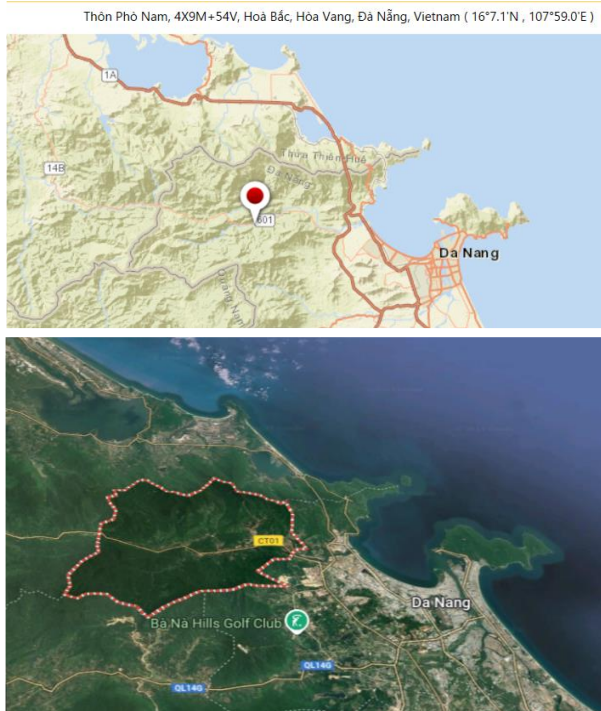 Thôn Phò Nam, 4X9M+54V, Hoà Bắc, Hòa Vang, Đà Nẵng, Vietnam ( 16°7.1'N , 107°59.0'E )
1A
Thừa Thiên-Huế
14B
Đà Nẵng
601
Da Nang
Quảng Nam
CT01
Da Nang
Bà Nà Hills Golf Club
QL14G
QL14G